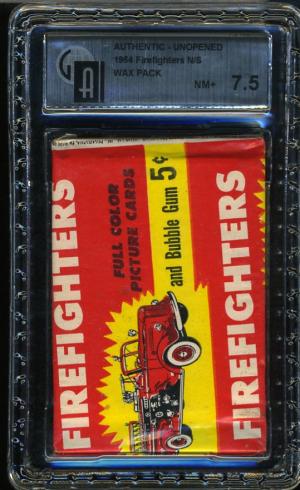 AUTHENTIC - UNOPENED
1954 Firefighters N/S
WAX PACK
NM+ 7.5
GAI
FIREFIGHTERS
FULL COLOR
PICTURE CARDS
and Bubble Gum 5¢
FIREFIGHTERS